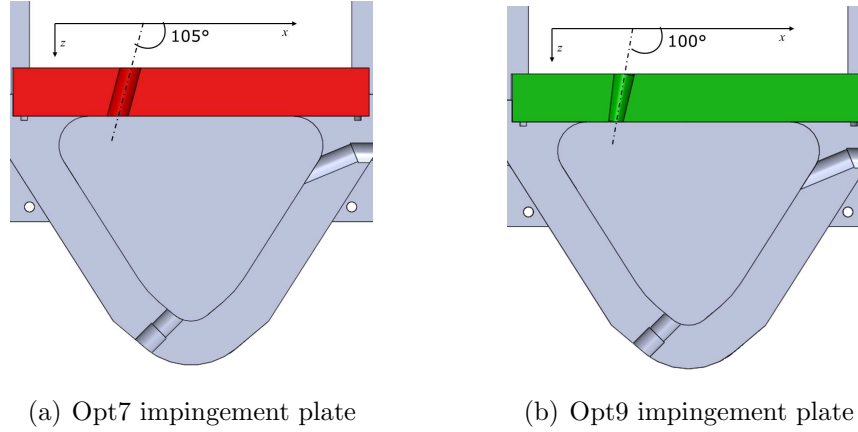 105°
x
z
100°
x
z
(a) Opt7 impingement plate
(b) Opt9 impingement plate